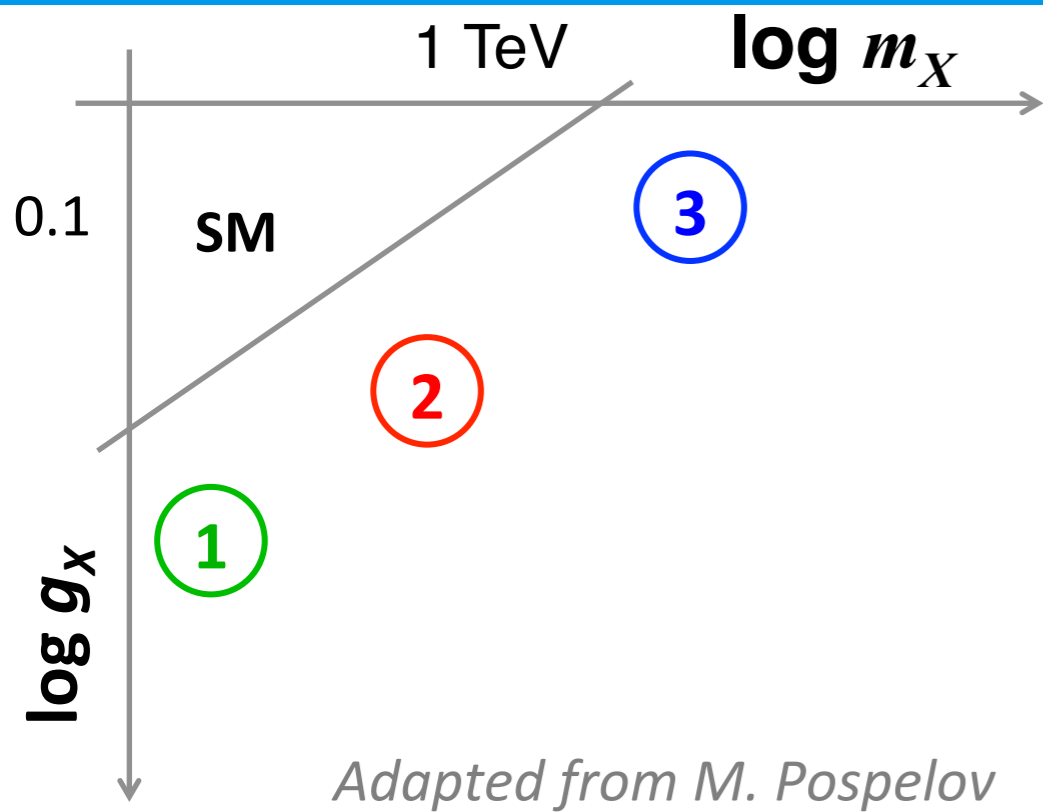 1 TeV
log m_X
0.1
SM
3
2
1
log g_X
Adapted from M. Pospelov